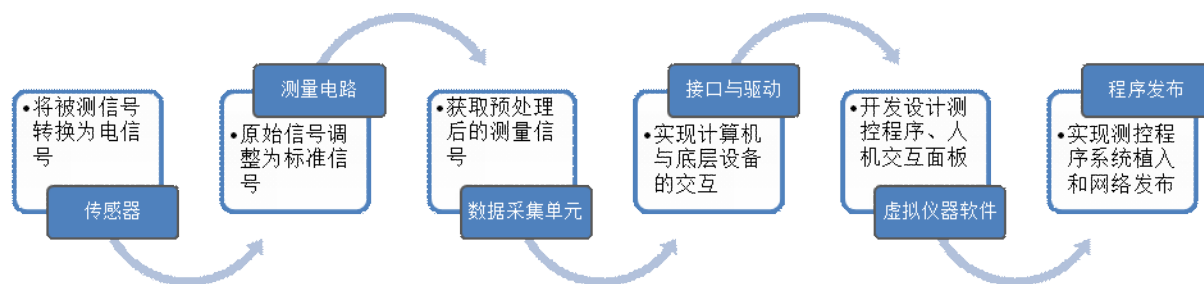 •将被测信号
转换为电信
号
传感器
测量电路
•原始信号调
整为标准信
号
•获取预处理
后的测量信
号
数据采集单元
接口与驱动
•实现计算机
与底层设备
的交互
•开发设计测
控程序、人
机交互面板
虚拟仪器软件
程序发布
•实现测控程
序系统植入
和网络发布